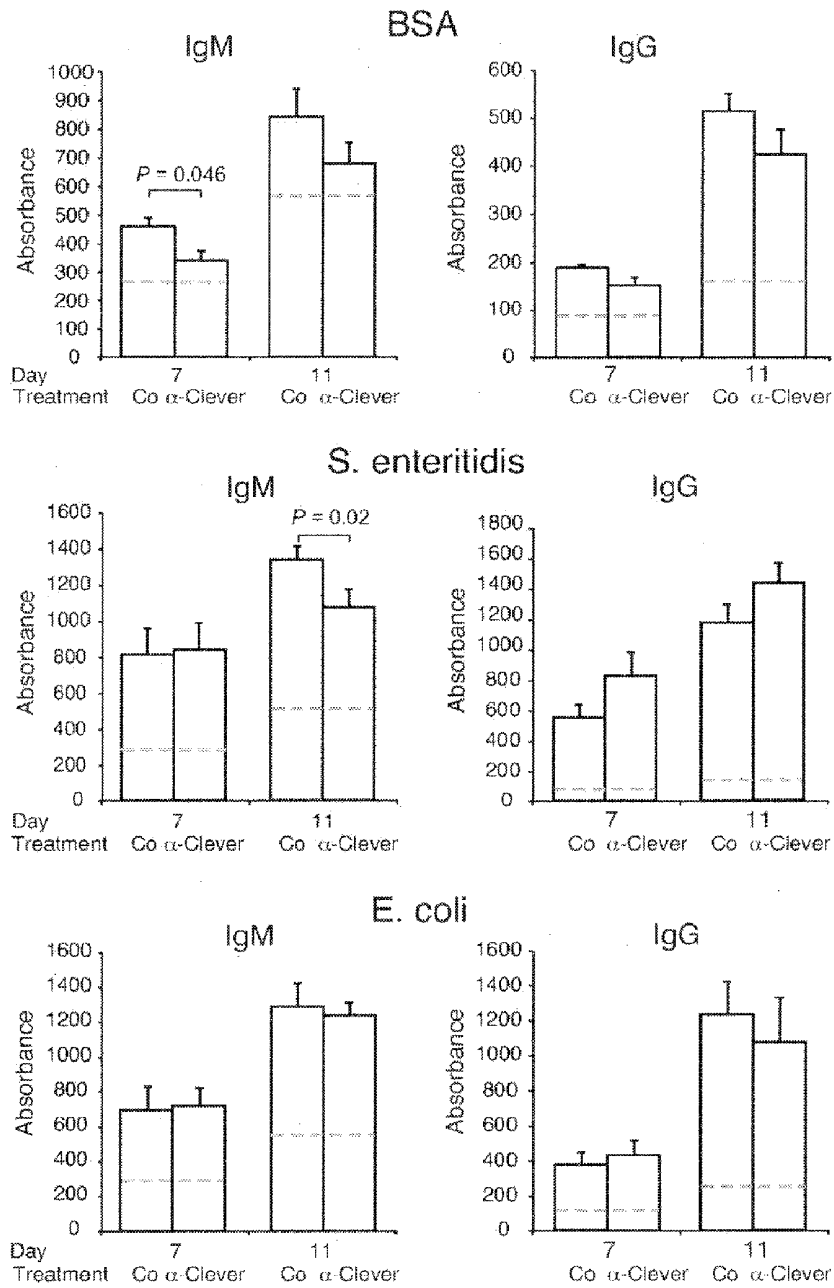 BSA
IgM
1000
900
800
700
600
500
400
300
200
100
0
Absorbance
P = 0.046
Day 7 11
Treatment Co α-Clever Co α-Clever
IgG
600
500
400
300
200
100
0
Absorbance
7 11
Co α-Clever Co α-Clever
S. enteritidis
IgM
1600
1400
1200
1000
800
600
400
200
0
Absorbance
P = 0.02
Day 7 11
Treatment Co α-Clever Co α-Clever
IgG
1800
1600
1400
1200
1000
800
600
400
200
0
Absorbance
7 11
Co α-Clever Co α-Clever
E. coli
IgM
1600
1400
1200
1000
800
600
400
200
0
Absorbance
Day 7 11
Treatment Co α-Clever Co α-Clever
IgG
1600
1400
1200
1000
800
600
400
200
0
Absorbance
7 11
Co α-Clever Co α-Clever